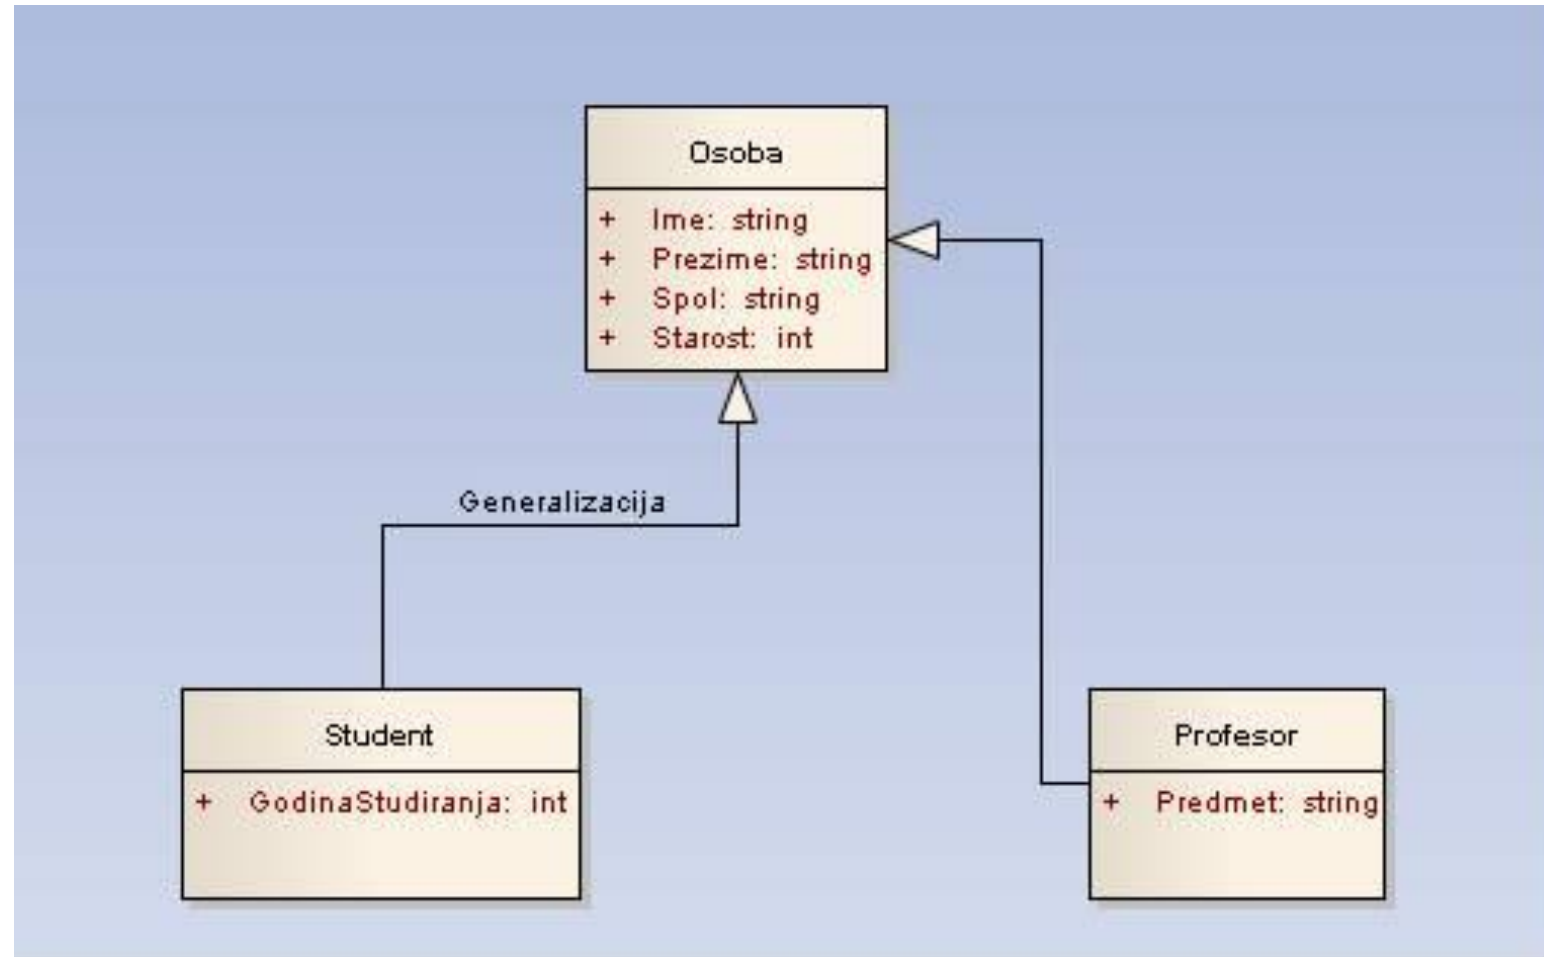 Osoba
+ Ime: string
+ Prezime: string
+ Spol: string
+ Starost: int
Generalizacija
Student
+ GodinaStudiranja: int
Profesor
+ Predmet: string